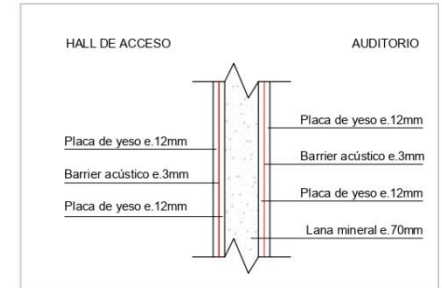 HALL DE ACCESO
AUDITORIO
Placa de yeso e.12mm
Barrier acústico e.3mm
Placa de yeso e.12mm
Placa de yeso e.12mm
Barrier acústico e.3mm
Placa de yeso e.12mm
Lana mineral e.70mm